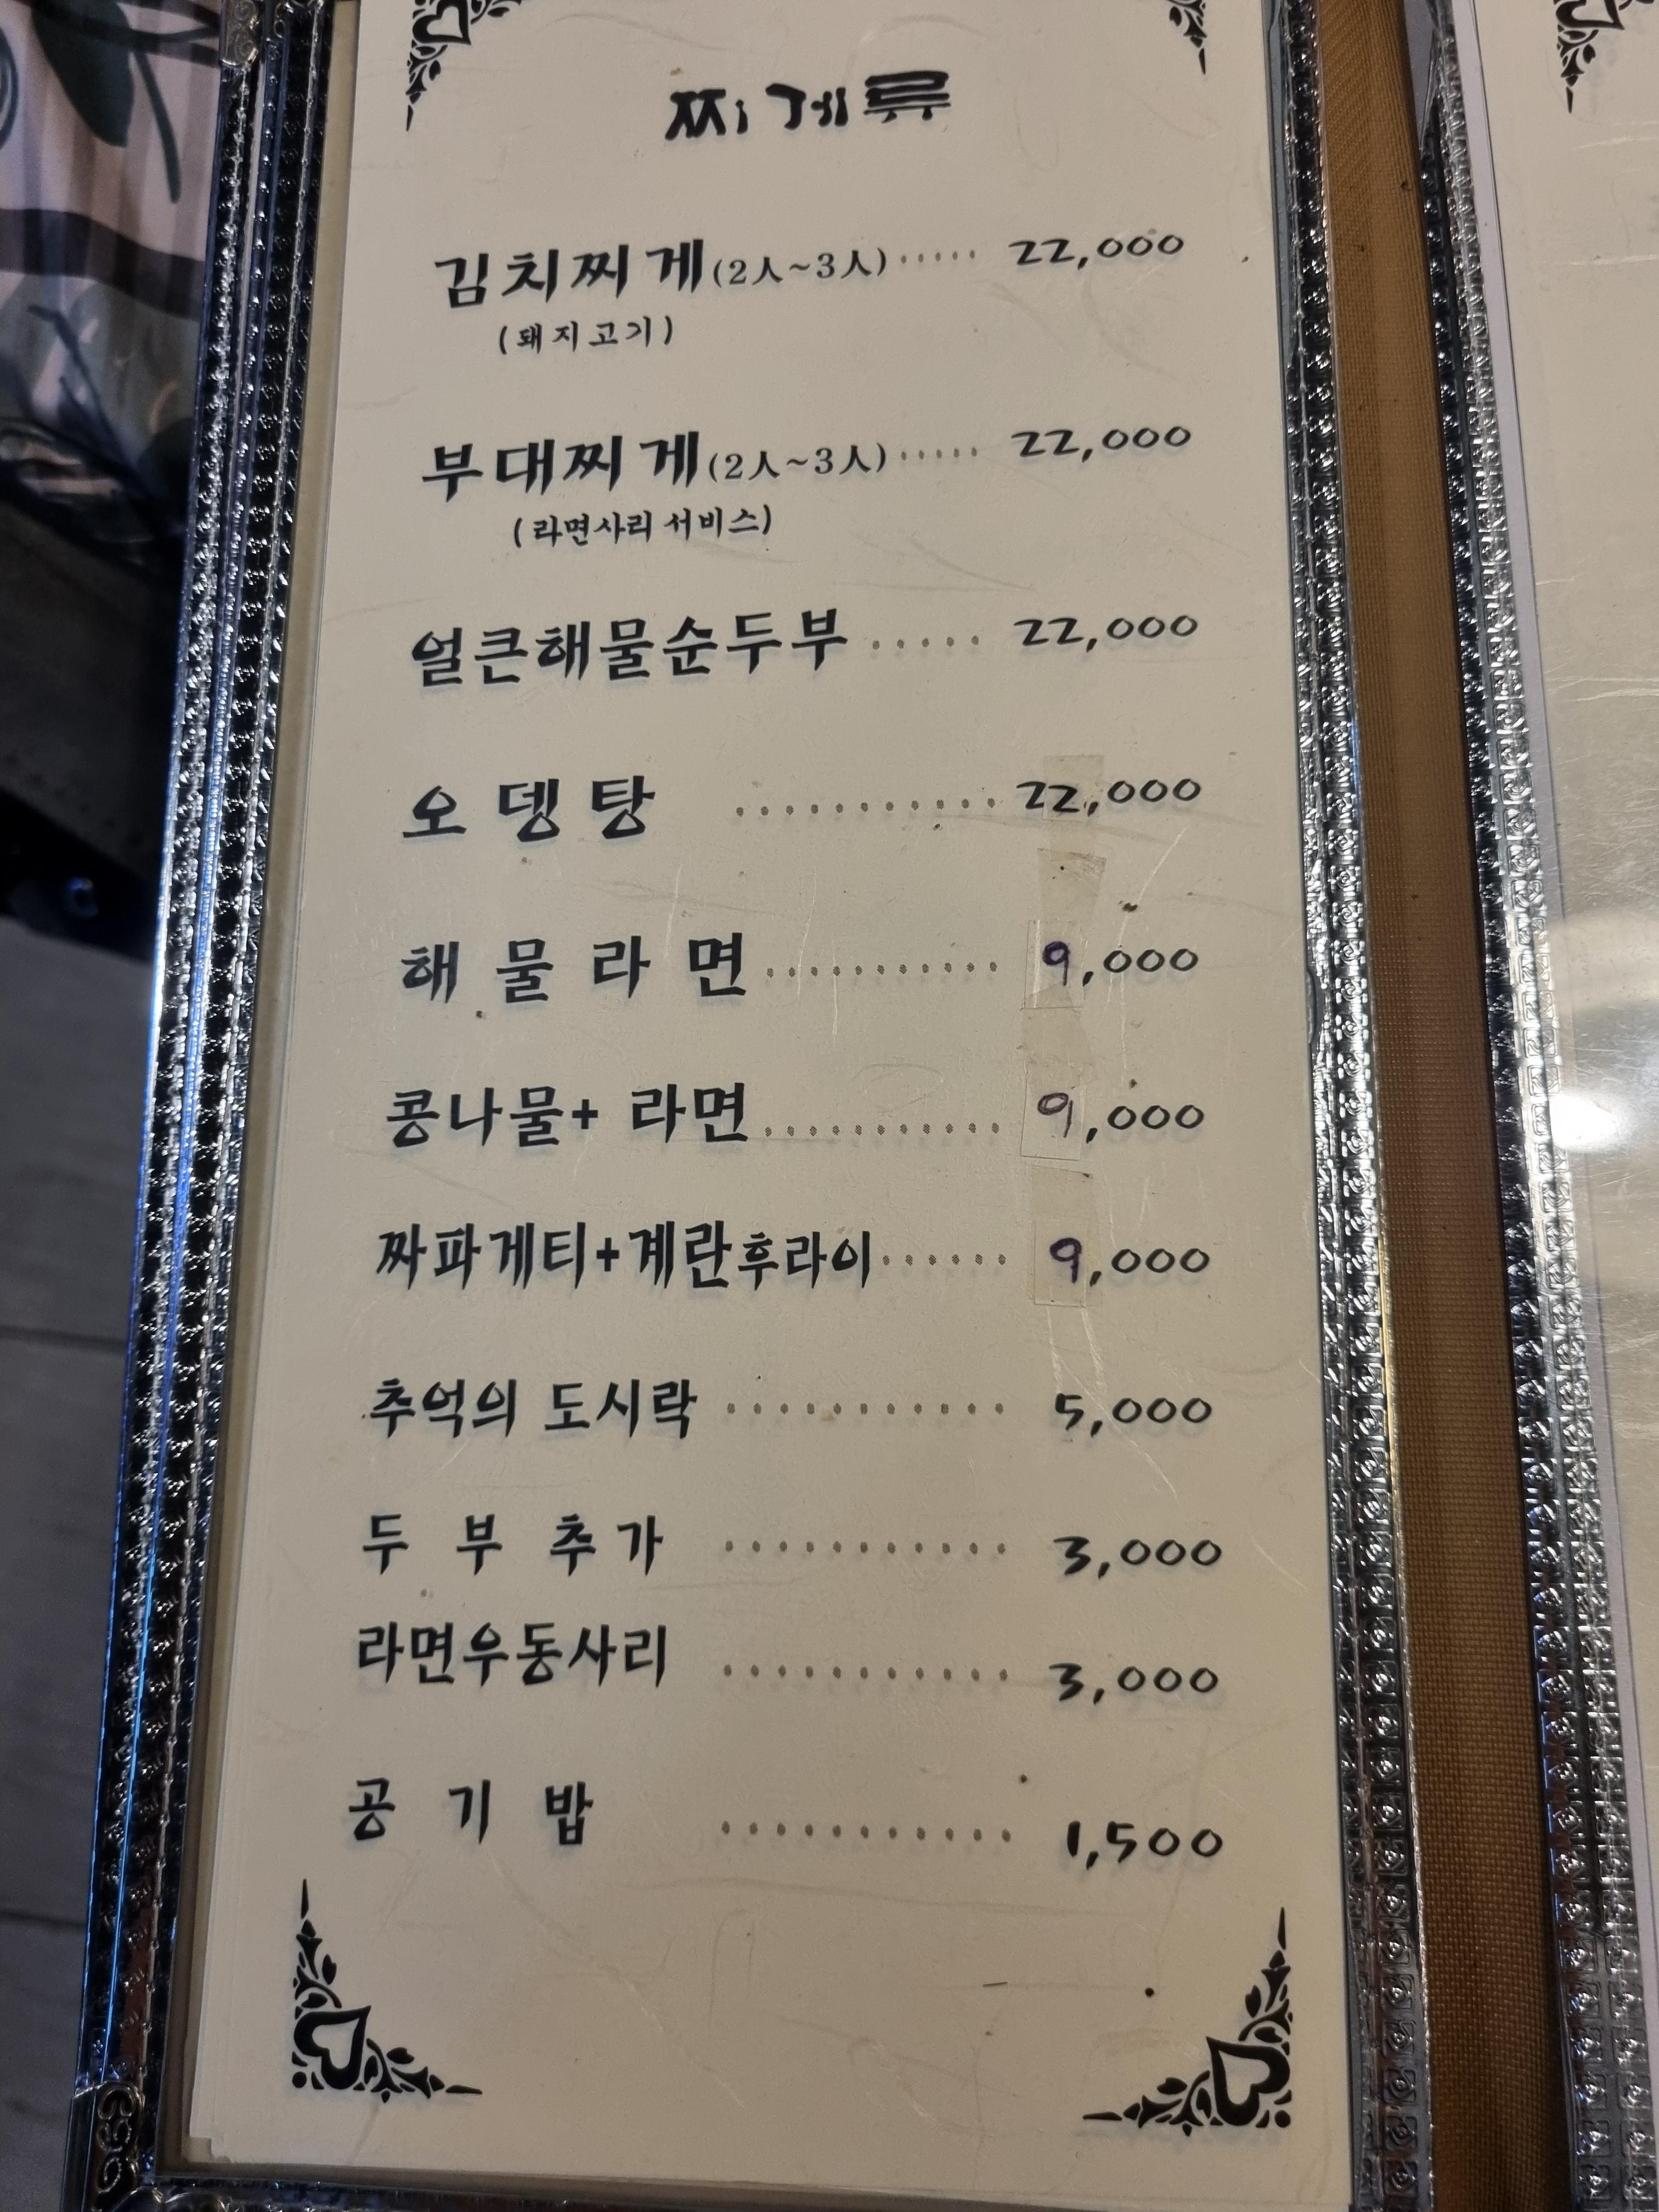 찌게류
김치찌게(2人~3人)····· 22,000
(돼지고기)
부대찌게(2人~3人)····· 22,000
(라면사리 서비스)
얼큰해물순두부 ····· 22,000
오뎅탕 ··········· 22,000
해물라면 ··········· 9,000
콩나물+ 라면 ··········· 9,000
짜파게티+계란후라이 ······ 9,000
추억의 도시락 ··········· 5,000
두부추가 ··········· 3,000
라면우동사리 ··········· 3,000
공기밥 ··········· 1,500